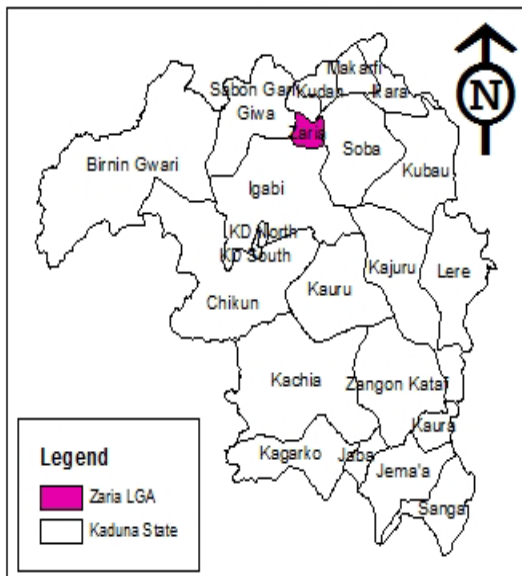 Makarfi
Sabon Gari
Kudan
Ikara
Giwa
N
Zaria
Soba
Birnin Gwari
Kubau
Igabi
KD North
KD South
Kajuru
Lere
Kauru
Chikun
Kachia
Zangon Kataf
Kaura
Kagarko
Jaba
Jema'a
Sanga
Legend
Zaria LGA
Kaduna State